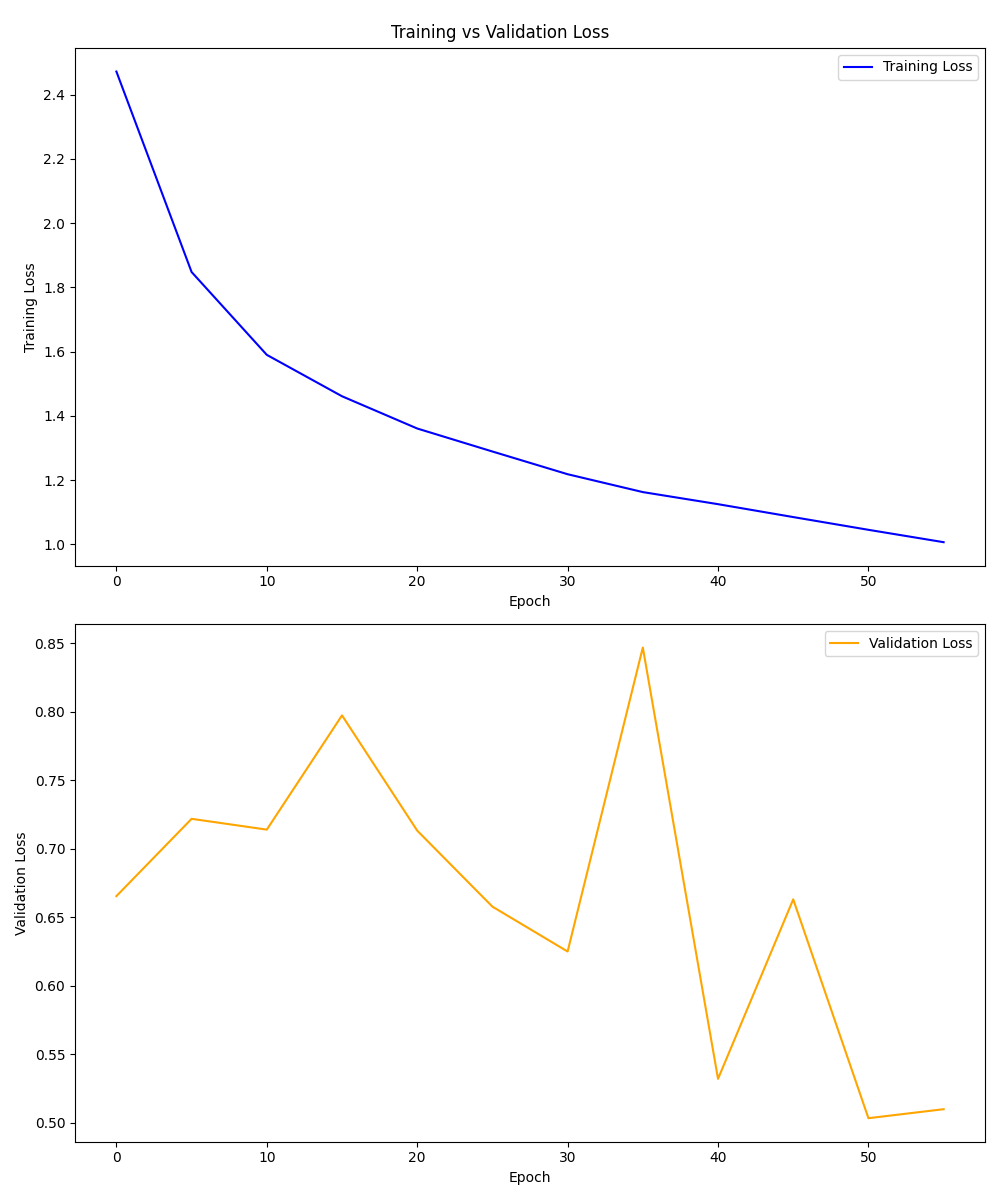 Training vs Validation Loss
Training Loss
2.4
2.2
2.0
1.8
1.6
1.4
1.2
1.0
Training Loss
0 10 20 30 40 50
Epoch
Validation Loss
0.85
0.80
0.75
0.70
0.65
0.60
0.55
0.50
Validation Loss
0 10 20 30 40 50
Epoch